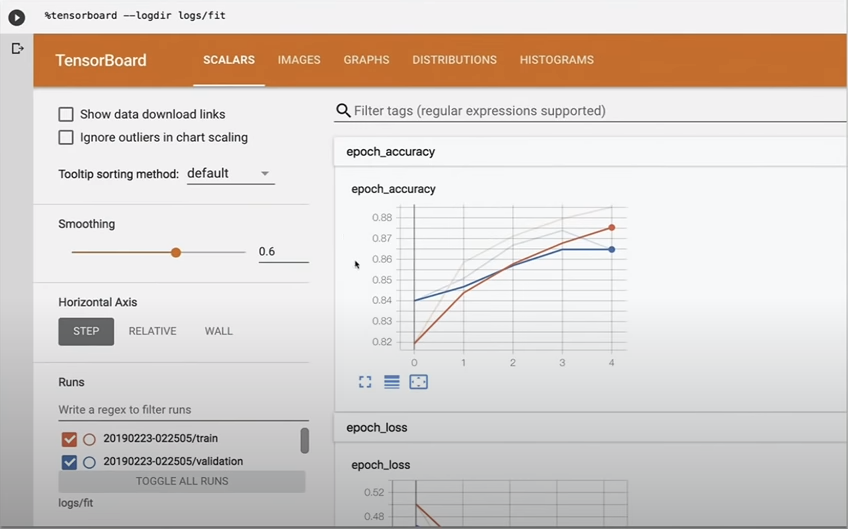 %tensorboard --logdir logs/fit
TensorBoard
SCALARS IMAGES GRAPHS DISTRIBUTIONS HISTOGRAMS
Show data download links
Ignore outliers in chart scaling
Tooltip sorting method: default
Smoothing
0.6
Horizontal Axis
STEP RELATIVE WALL
Runs
Write a regex to filter runs
20190223-022505/train
20190223-022505/validation
TOGGLE ALL RUNS
logs/fit
Filter tags (regular expressions supported)
epoch_accuracy
epoch_accuracy
0.88
0.87
0.86
0.85
0.84
0.83
0.82
0 1 2 3 4
epoch_loss
epoch_loss
0.52
0.48